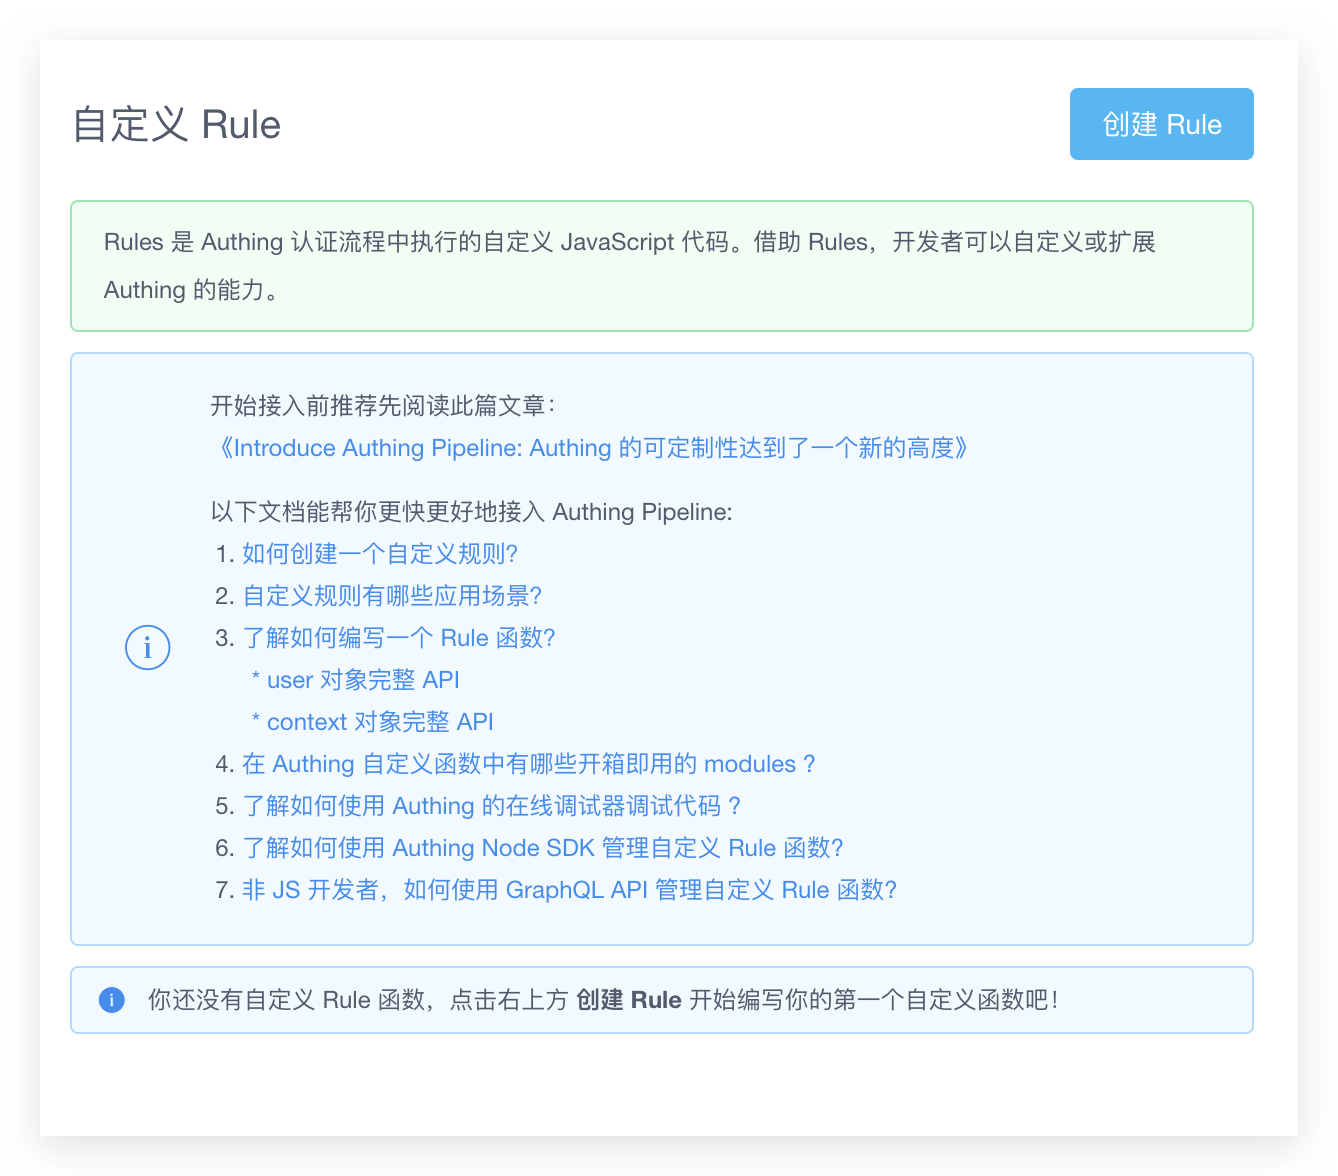 自定义 Rule
创建 Rule
Rules 是 Authing 认证流程中执行的自定义 JavaScript 代码。借助 Rules，开发者可以自定义或扩展
Authing 的能力。
开始接入前推荐先阅读此篇文章：
《Introduce Authing Pipeline: Authing 的可定制性达到了一个新的高度》
以下文档能帮你更快更好地接入 Authing Pipeline:
1. 如何创建一个自定义规则?
2. 自定义规则有哪些应用场景?
3. 了解如何编写一个 Rule 函数?
* user 对象完整 API
* context 对象完整 API
4. 在 Authing 自定义函数中有哪些开箱即用的 modules ?
5. 了解如何使用 Authing 的在线调试器调试代码 ?
6. 了解如何使用 Authing Node SDK 管理自定义 Rule 函数?
7. 非 JS 开发者，如何使用 GraphQL API 管理自定义 Rule 函数?
你还没有自定义 Rule 函数，点击右上方 创建 Rule 开始编写你的第一个自定义函数吧！